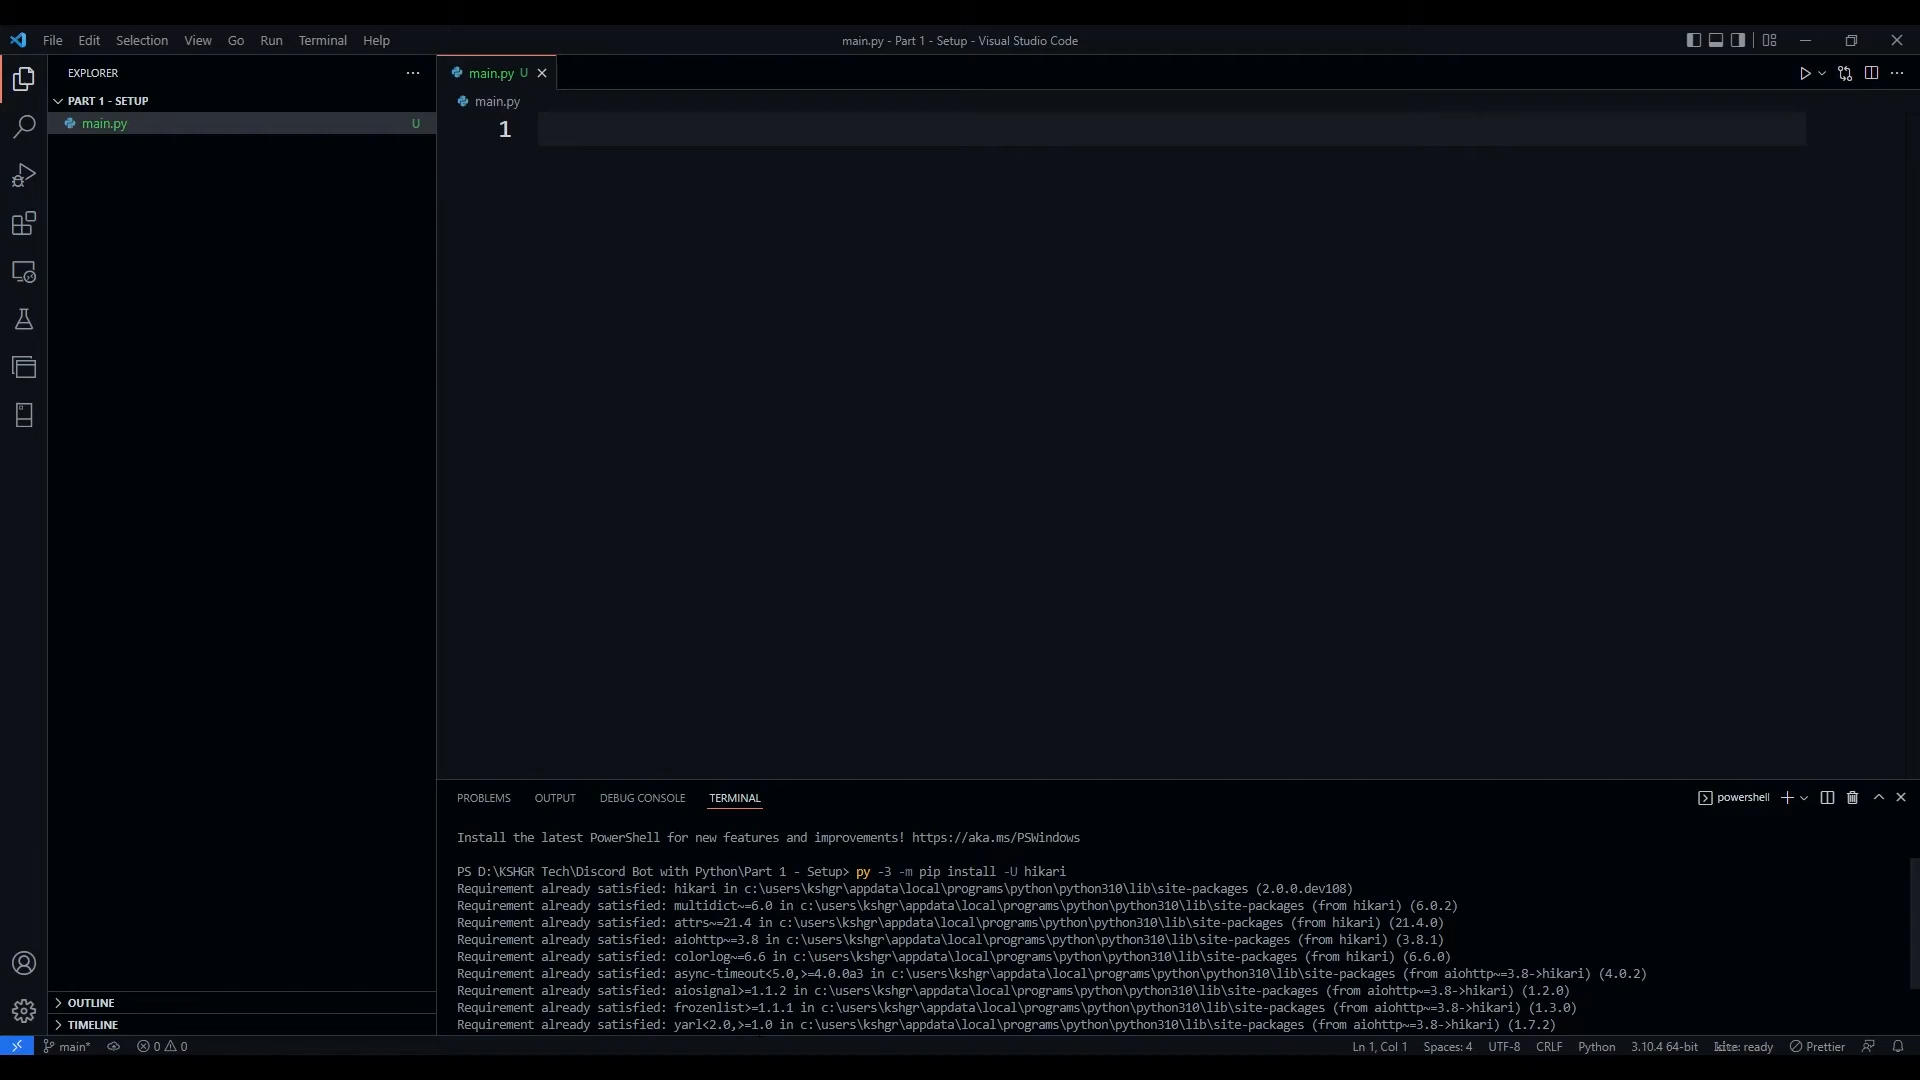 File Edit Selection View Go Run Terminal Help
main.py - Part 1 - Setup - Visual Studio Code
EXPLORER
PART 1 - SETUP
main.py U
OUTLINE
TIMELINE
main.py U
main.py
1
PROBLEMS OUTPUT DEBUG CONSOLE TERMINAL
powershell
Install the latest PowerShell for new features and improvements! https://aka.ms/PSWindows
PS D:\KSHGR Tech\Discord Bot with Python\Part 1 - Setup> py -3 -m pip install -U hikari
Requirement already satisfied: hikari in c:\users\kshgr\appdata\local\programs\python\python310\lib\site-packages (2.0.0.dev108)
Requirement already satisfied: multidict~=6.0 in c:\users\kshgr\appdata\local\programs\python\python310\lib\site-packages (from hikari) (6.0.2)
Requirement already satisfied: attrs~=21.4 in c:\users\kshgr\appdata\local\programs\python\python310\lib\site-packages (from hikari) (21.4.0)
Requirement already satisfied: aiohttp~=3.8 in c:\users\kshgr\appdata\local\programs\python\python310\lib\site-packages (from hikari) (3.8.1)
Requirement already satisfied: colorlog~=6.6 in c:\users\kshgr\appdata\local\programs\python\python310\lib\site-packages (from hikari) (6.6.0)
Requirement already satisfied: async-timeout<5.0,>=4.0.0a3 in c:\users\kshgr\appdata\local\programs\python\python310\lib\site-packages (from aiohttp~=3.8->hikari) (4.0.2)
Requirement already satisfied: aiosignal>=1.1.2 in c:\users\kshgr\appdata\local\programs\python\python310\lib\site-packages (from aiohttp~=3.8->hikari) (1.2.0)
Requirement already satisfied: frozenlist>=1.1.1 in c:\users\kshgr\appdata\local\programs\python\python310\lib\site-packages (from aiohttp~=3.8->hikari) (1.3.0)
Requirement already satisfied: yarl<2.0,>=1.0 in c:\users\kshgr\appdata\local\programs\python\python310\lib\site-packages (from aiohttp~=3.8->hikari) (1.7.2)
main* 0 0
Ln 1, Col 1 Spaces: 4 UTF-8 CRLF Python 3.10.4 64-bit kite: ready Prettier